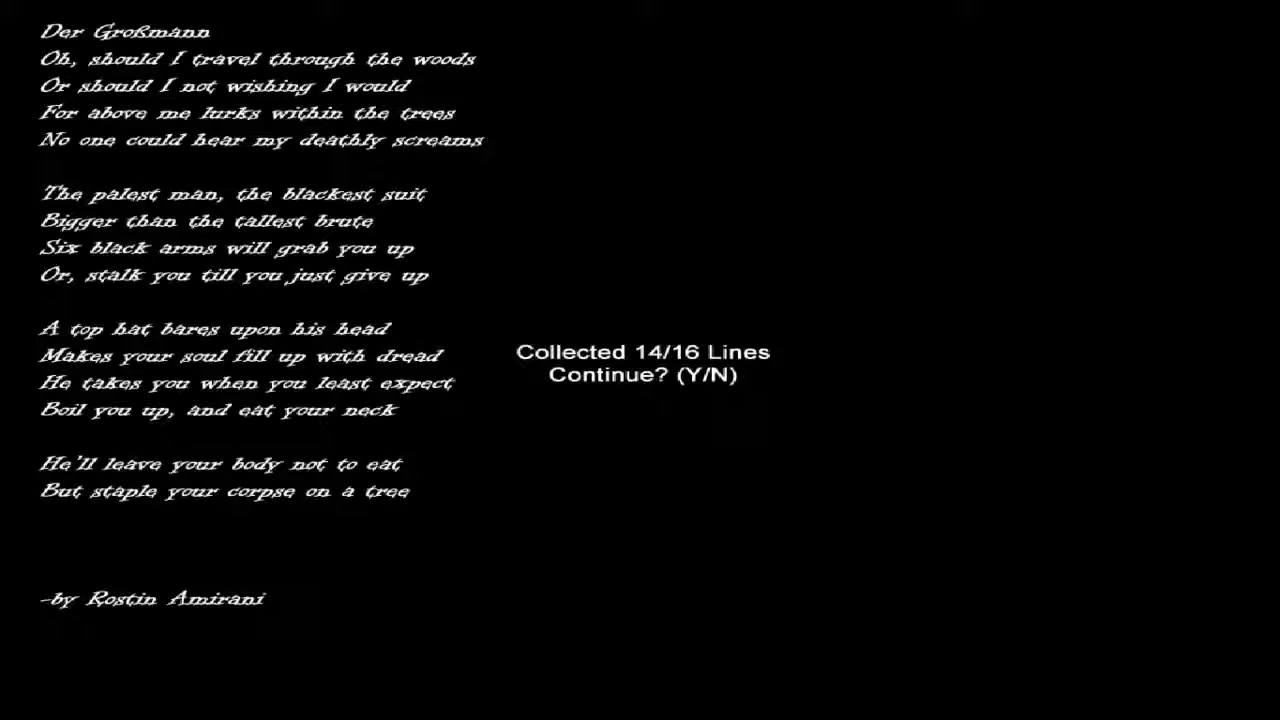 Der Großmann
Oh, should I travel through the woods
Or should I not wishing I would
For above me lurks within the trees
No one could hear my deathly screams
The palest man, the blackest suit
Bigger than the tallest brute
Six black arms will grab you up
Or, stalk you till you just give up
A top hat bares upon his head
Makes your soul fill up with dread
He takes you when you least expect
Boil you up, and eat your neck
He'll leave your body not to eat
But staple your corpse on a tree
-by Rostin Amirani
Collected 14/16 Lines
Continue? (Y/N)